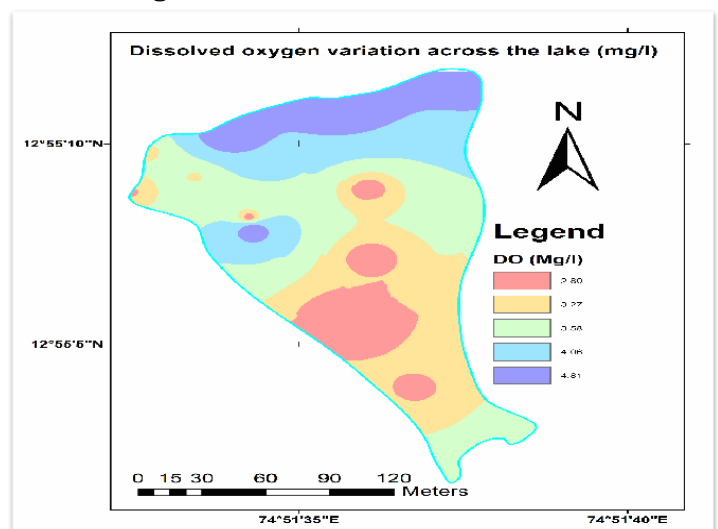 Dissolved oxygen variation across the lake (mg/l)
12°55'10"N
N
Legend
DO (Mg/l)
2.80
3.27
3.58
4.06
4.81
12°55'5"N
0 15 30 60 90 120
Meters
74°51'35"E
74°51'40"E